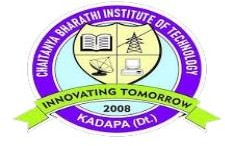 CHAITANYA BHARATHI INSTITUTE OF TECHNOLOGY
INNOVATING TOMORROW
2008
KADAPA (Dt.)